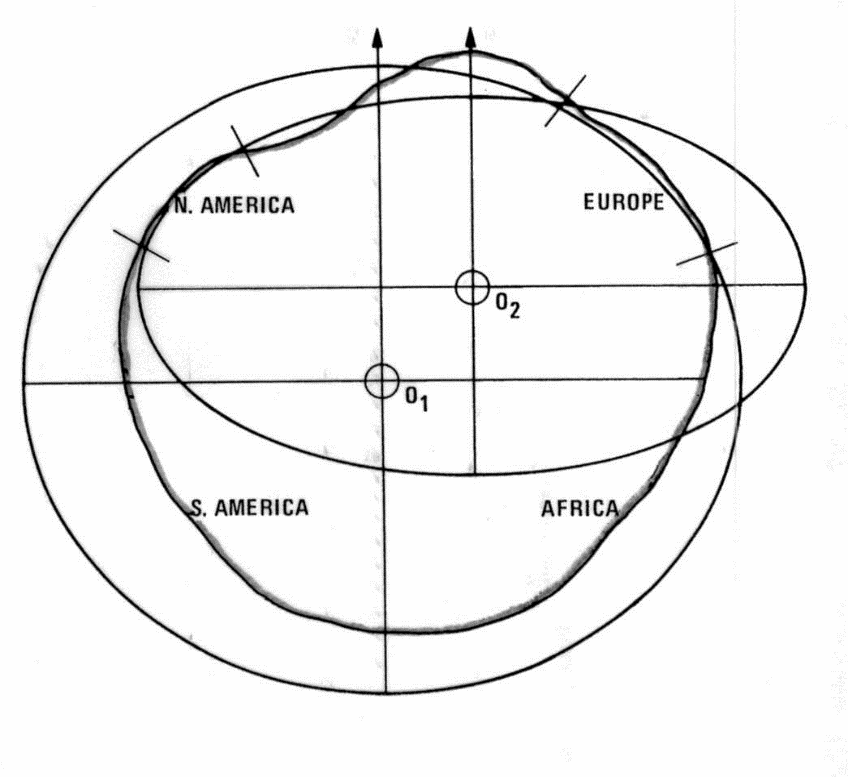 N. AMERICA
EUROPE
O2
O1
S. AMERICA
AFRICA